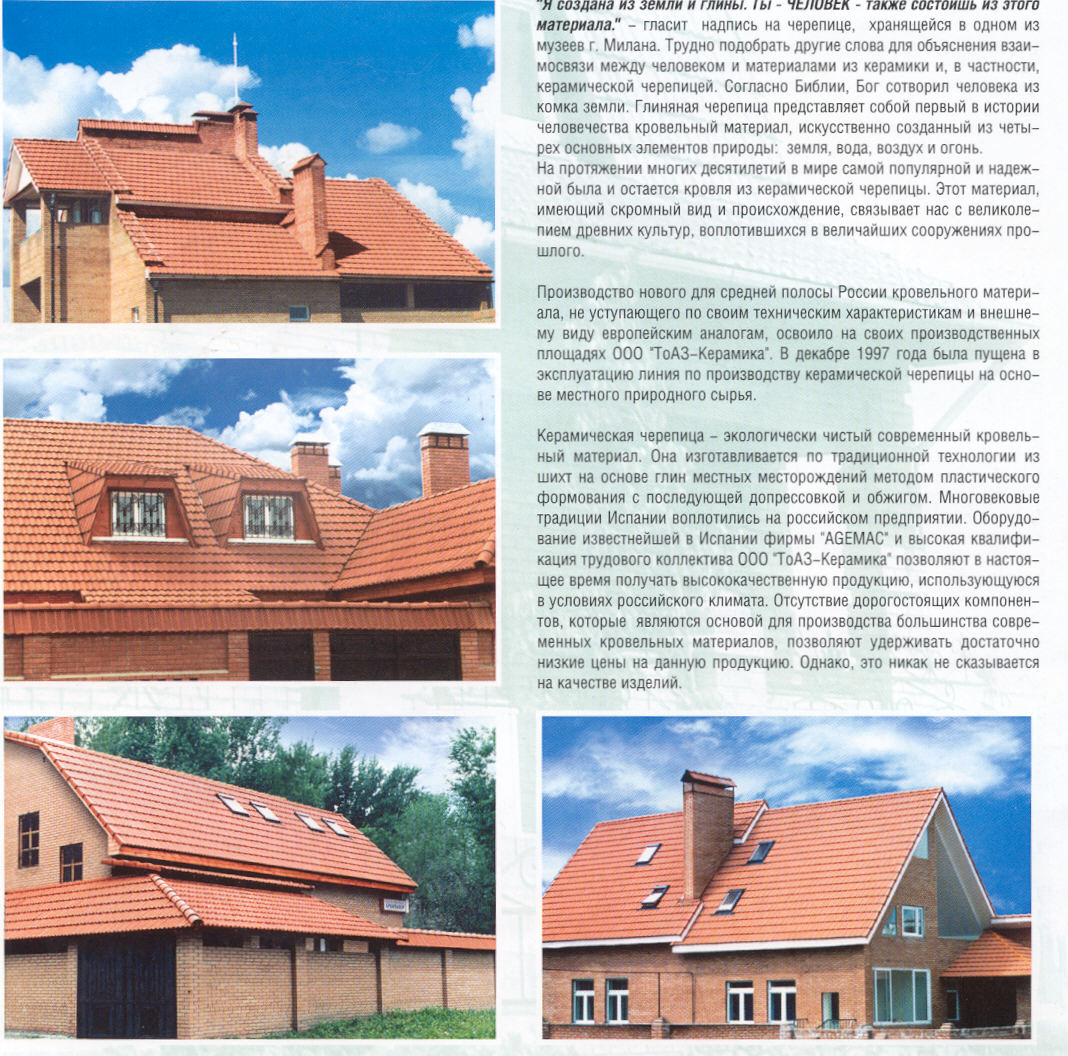 "Я создана из земли и глины. Ты - ЧЕЛОВЕК - также состоишь из этого
материала." – гласит надпись на черепице, хранящейся в одном из
музеев г. Милана. Трудно подобрать другие слова для объяснения взаи–
мосвязи между человеком и материалами из керамики и, в частности,
керамической черепицей. Согласно Библии, Бог сотворил человека из
комка земли. Глиняная черепица представляет собой первый в истории
человечества кровельный материал, искусственно созданный из четы–
рех основных элементов природы: земля, вода, воздух и огонь.
На протяжении многих десятилетий в мире самой популярной и надеж–
ной была и остается кровля из керамической черепицы. Этот материал,
имеющий скромный вид и происхождение, связывает нас с великоле–
пием древних культур, воплотившихся в величайших сооружениях про–
шлого.
Производство нового для средней полосы России кровельного матери–
ала, не уступающего по своим техническим характеристикам и внешне–
му виду европейским аналогам, освоило на своих производственных
площадях ООО "ТоАЗ–Керамика". В декабре 1997 года была пущена в
эксплуатацию линия по производству керамической черепицы на осно–
ве местного природного сырья.
Керамическая черепица – экологически чистый современный кровель–
ный материал. Она изготавливается по традиционной технологии из
шихт на основе глин местных месторождений методом пластического
формования с последующей допрессовкой и обжигом. Многовековые
традиции Испании воплотились на российском предприятии. Оборудо–
вание известнейшей в Испании фирмы "AGEMAC" и высокая квалифи–
кация трудового коллектива ООО "ТоАЗ–Керамика" позволяют в настоя–
щее время получать высококачественную продукцию, использующуюся
в условиях российского климата. Отсутствие дорогостоящих компонен–
тов, которые являются основой для производства большинства совре–
менных кровельных материалов, позволяют удерживать достаточно
низкие цены на данную продукцию. Однако, это никак не сказывается
на качестве изделий.